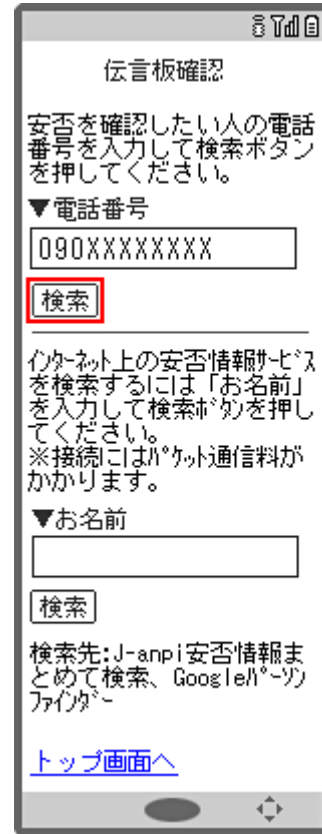 伝言板確認
安否を確認したい人の電話
番号を入力して検索ボタン
を押してください。
▼電話番号
090XXXXXXXX
検索
ｲﾝﾀｰﾈｯﾄ上の安否情報ｻｰﾋﾞｽ
を検索するには「お名前」
を入力して検索ﾎﾞﾀﾝを押し
てください。
※接続にはﾊﾟｹｯﾄ通信料が
かかります。
▼お名前
検索
検索先:J-anpi安否情報ま
とめて検索、Googleﾊﾟｰｿﾝ
ﾌｧｲﾝﾀﾞｰ
トップ画面へ